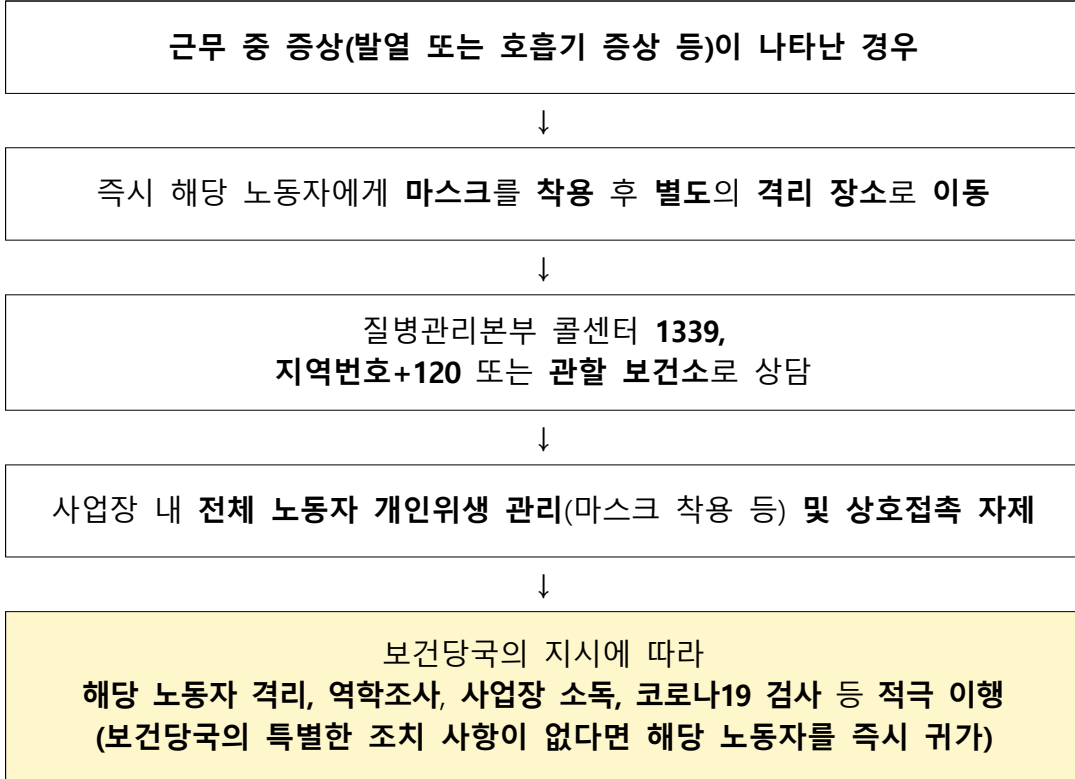 근무 중 증상(발열 또는 호흡기 증상 등)이 나타난 경우
↓
즉시 해당 노동자에게 마스크를 착용 후 별도의 격리 장소로 이동
↓
질병관리본부 콜센터 1339,
지역번호+120 또는 관할 보건소로 상담
↓
사업장 내 전체 노동자 개인위생 관리(마스크 착용 등) 및 상호접촉 자제
↓
보건당국의 지시에 따라
해당 노동자 격리, 역학조사, 사업장 소독, 코로나19 검사 등 적극 이행
(보건당국의 특별한 조치 사항이 없다면 해당 노동자를 즉시 귀가)